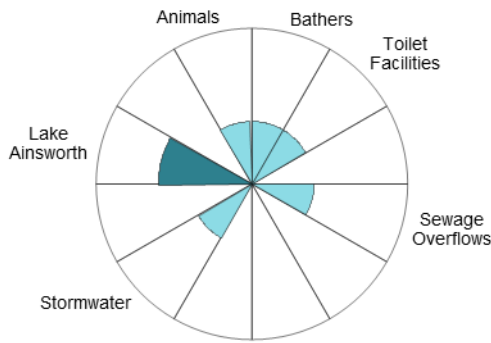 Animals
Bathers
Toilet
Facilities
Lake
Ainsworth
Sewage
Overflows
Stormwater